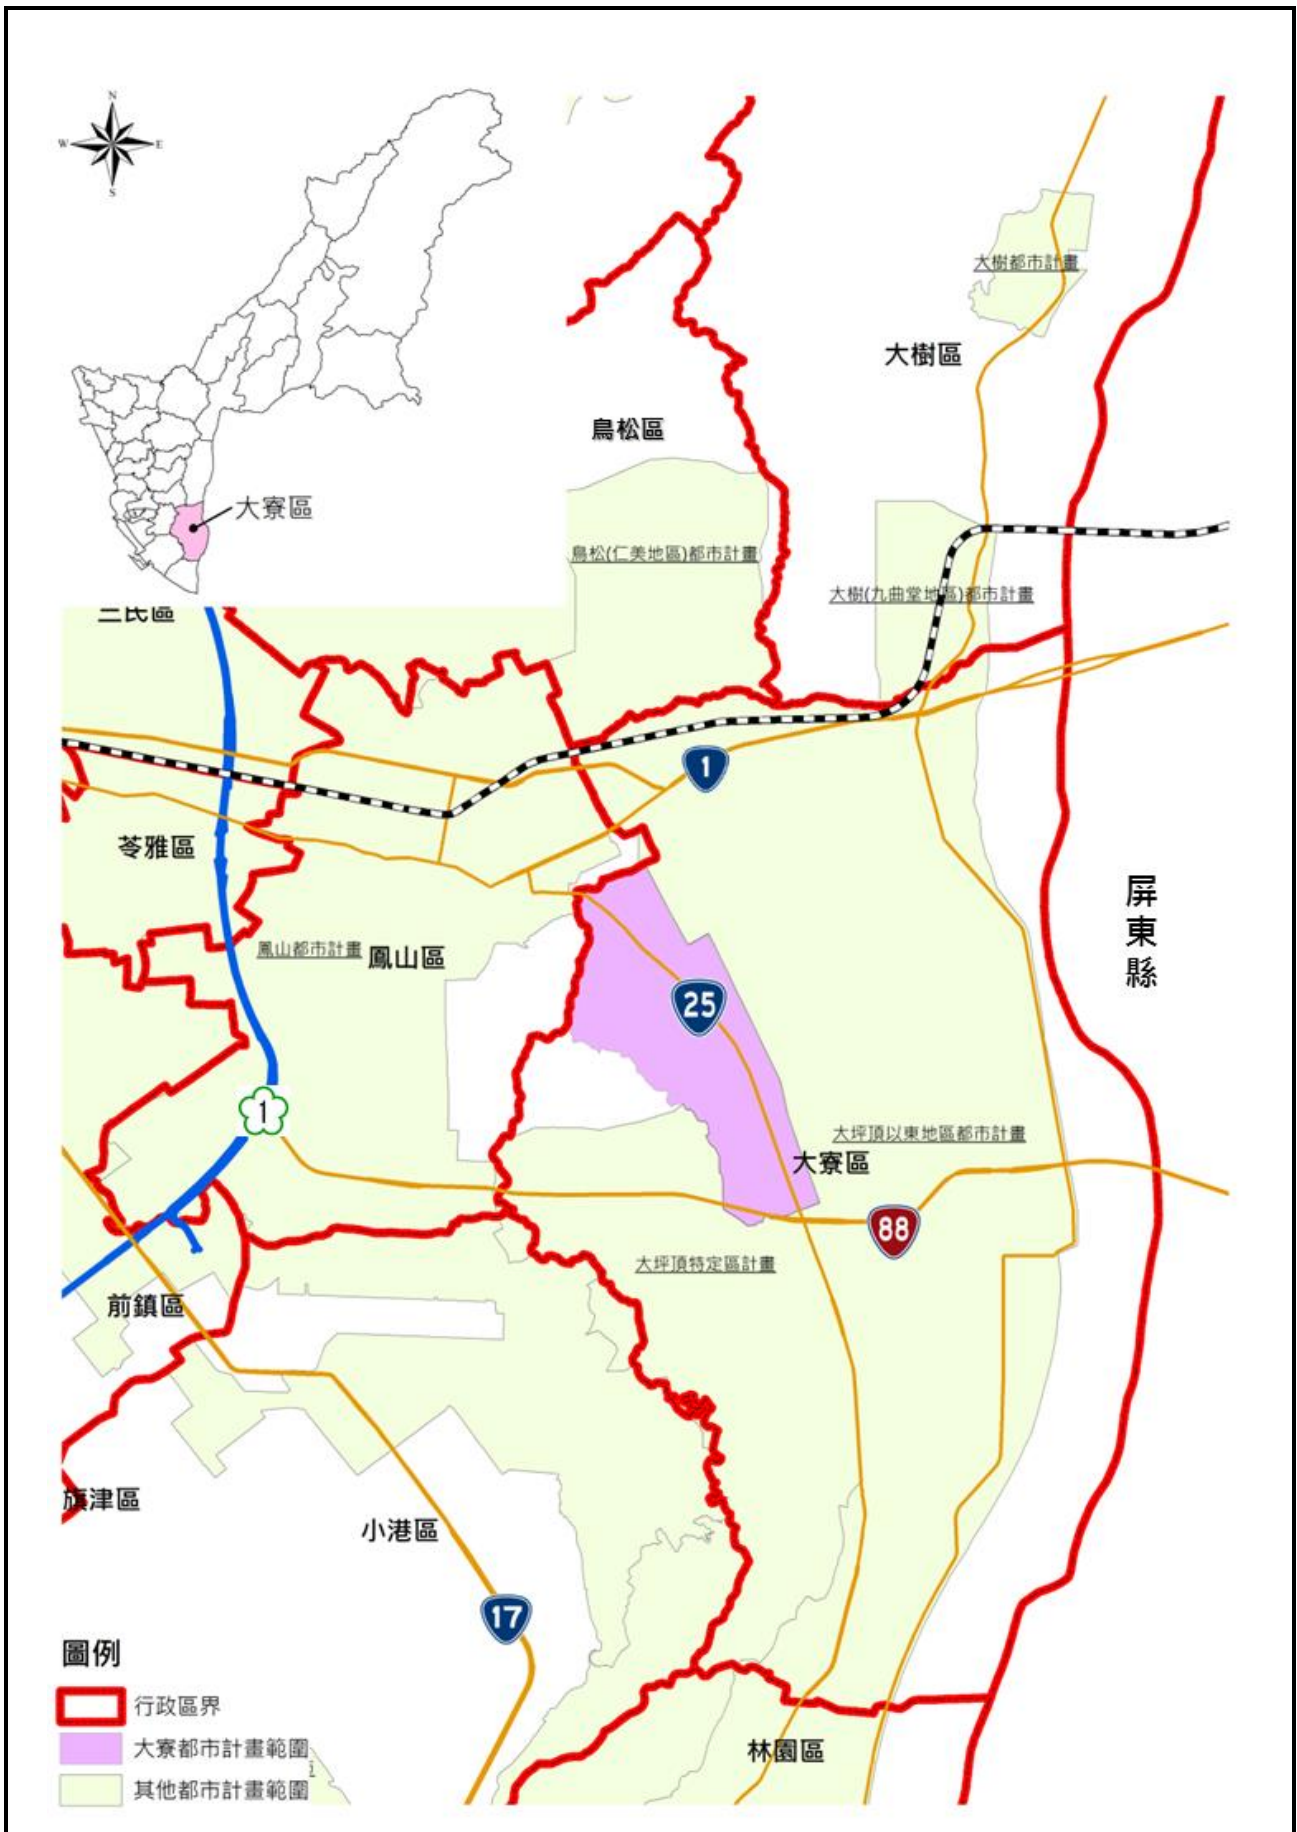 N
W
E
S
大樹都市計畫
大樹區
鳥松區
大寮區
鳥松(仁美地區)都市計畫
大樹(九曲堂地區)都市計畫
三民區
1
苓雅區
屏東縣
鳳山都市計畫
鳳山區
25
1
大坪頂以東地區都市計畫
大寮區
88
大坪頂特定區計畫
前鎮區
旗津區
小港區
17
圖例
行政區界
大寮都市計畫範圍
其他都市計畫範圍
林園區